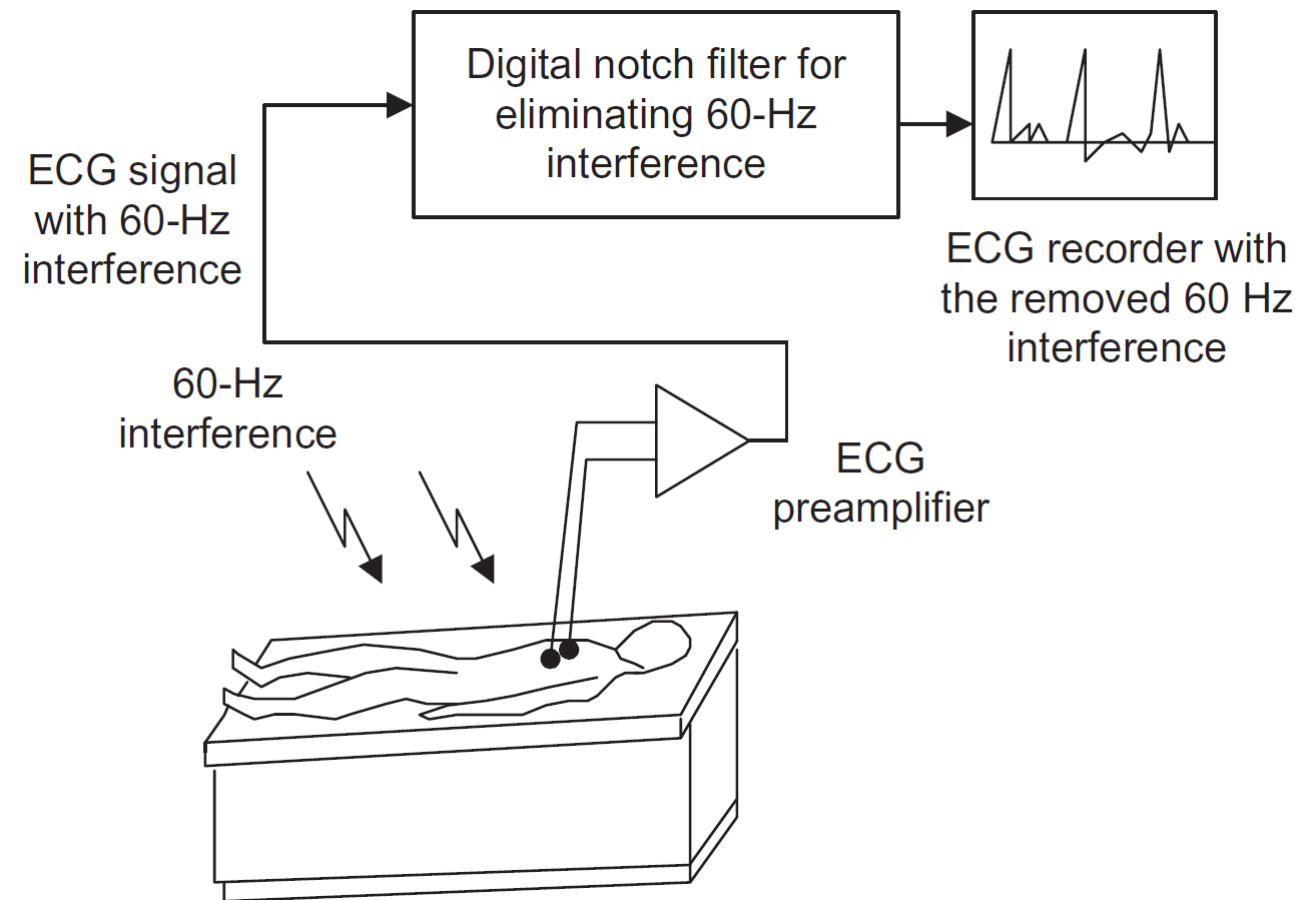 Digital notch filter for
eliminating 60-Hz
interference
ECG signal
with 60-Hz
interference
ECG recorder with
the removed 60 Hz
interference
60-Hz
interference
ECG
preamplifier